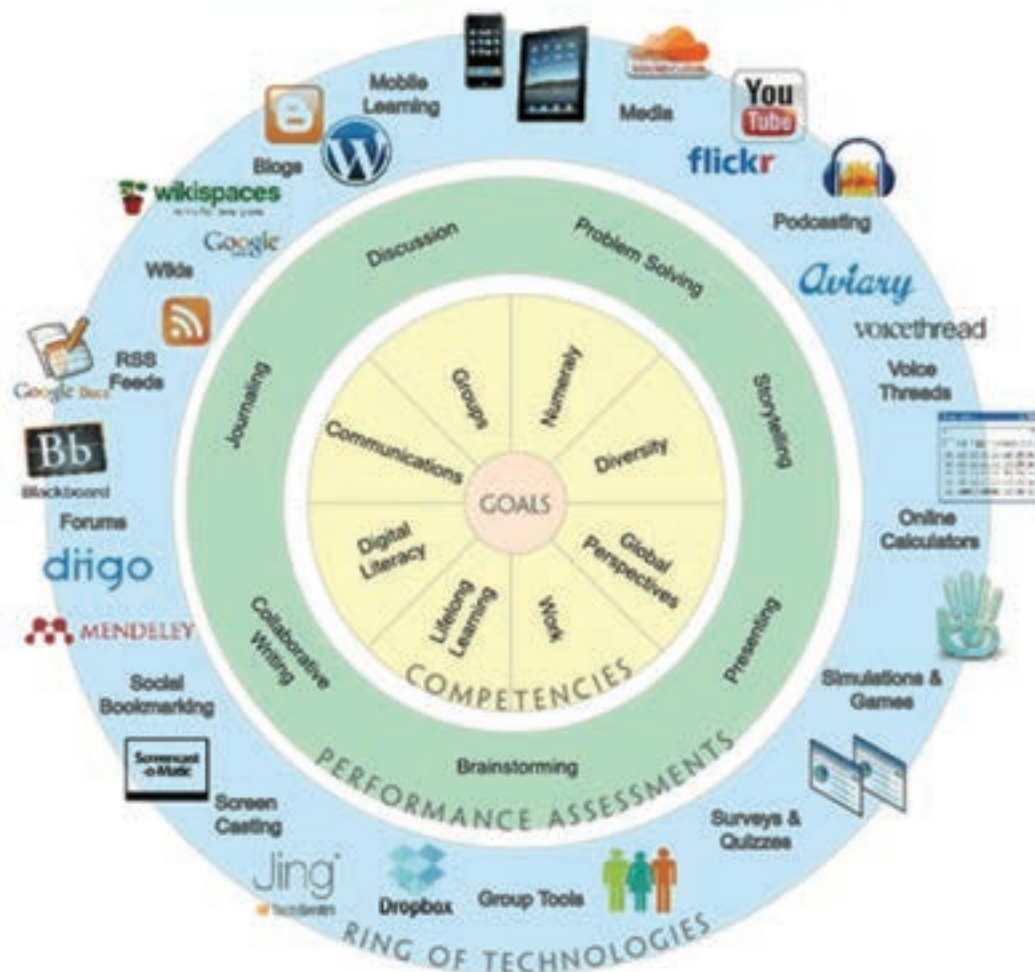 Mobile
Learning
Media
You
Tube
flickr
Blogs
wikispaces
Google
Wikis
Podcasting
Aviary
voicethread
Voice
Threads
RSS
Feeds
Google Docs
Bb
Blackboard
Forums
diigo
MENDELEY
Social
Bookmarking
Screencast
-o-Matic
Screen
Casting
Jing
TechSmith
Dropbox
Group Tools
Surveys &
Quizzes
Simulations &
Games
Online
Calculators
RING OF TECHNOLOGIES
Discussion
Problem Solving
Storytelling
Presenting
Brainstorming
Collaborative
Writing
Journaling
PERFORMANCE ASSESSMENTS
Groups
Numeraly
Diversity
Global
Perspectives
Work
Lifelong
Learning
Digital
Literacy
Communications
COMPETENCIES
GOALS